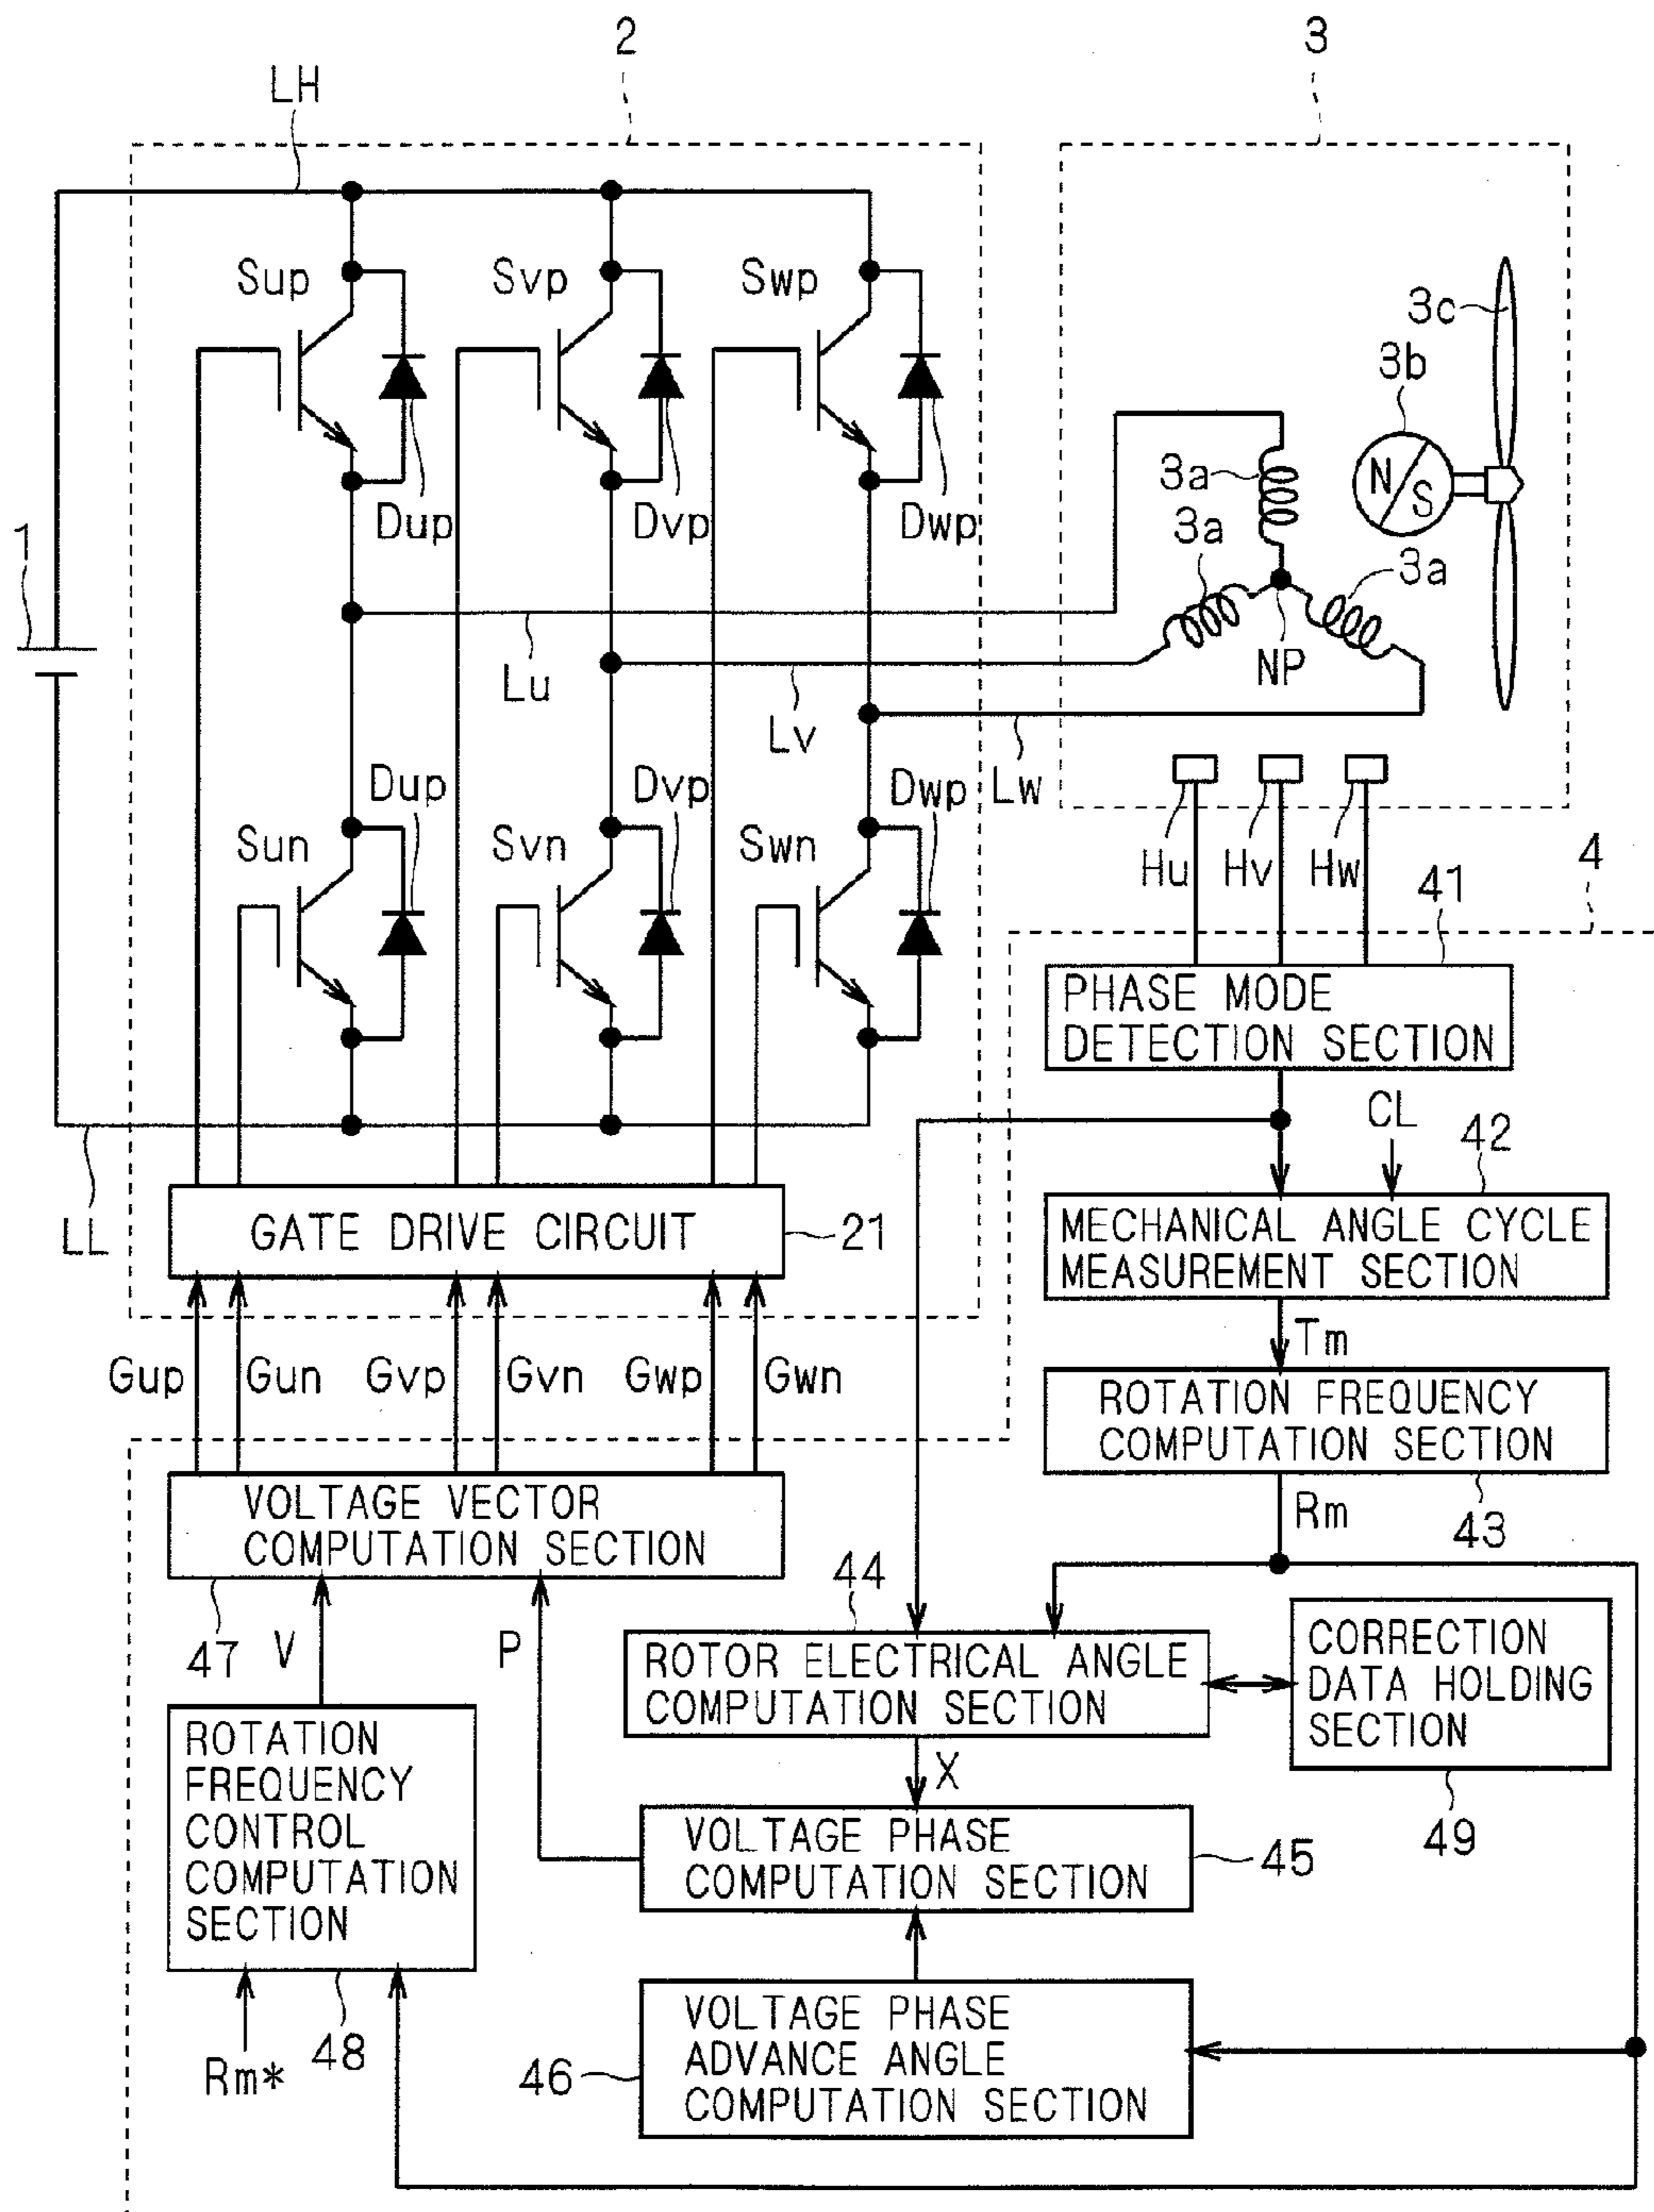 2
3
LH
Sup
Svp
Swp
3c
3b
N
S
3a
3a
3a
Dup
Dvp
Dwp
1
NP
Lu
Lv
Lw
Dup
Dvp
Dwp
Sun
Svn
Swn
Hu
Hv
Hw
4
41
PHASE MODE
DETECTION SECTION
CL
42
LL
GATE DRIVE CIRCUIT
21
MECHANICAL ANGLE CYCLE
MEASUREMENT SECTION
Tm
Gup
Gun
Gvp
Gvn
Gwp
Gwn
ROTATION FREQUENCY
COMPUTATION SECTION
Rm
43
VOLTAGE VECTOR
COMPUTATION SECTION
47
V
P
44
ROTOR ELECTRICAL ANGLE
COMPUTATION SECTION
CORRECTION
DATA HOLDING
SECTION
49
X
ROTATION
FREQUENCY
CONTROL
COMPUTATION
SECTION
VOLTAGE PHASE
COMPUTATION SECTION
45
48
Rm*
46
VOLTAGE PHASE
ADVANCE ANGLE
COMPUTATION SECTION